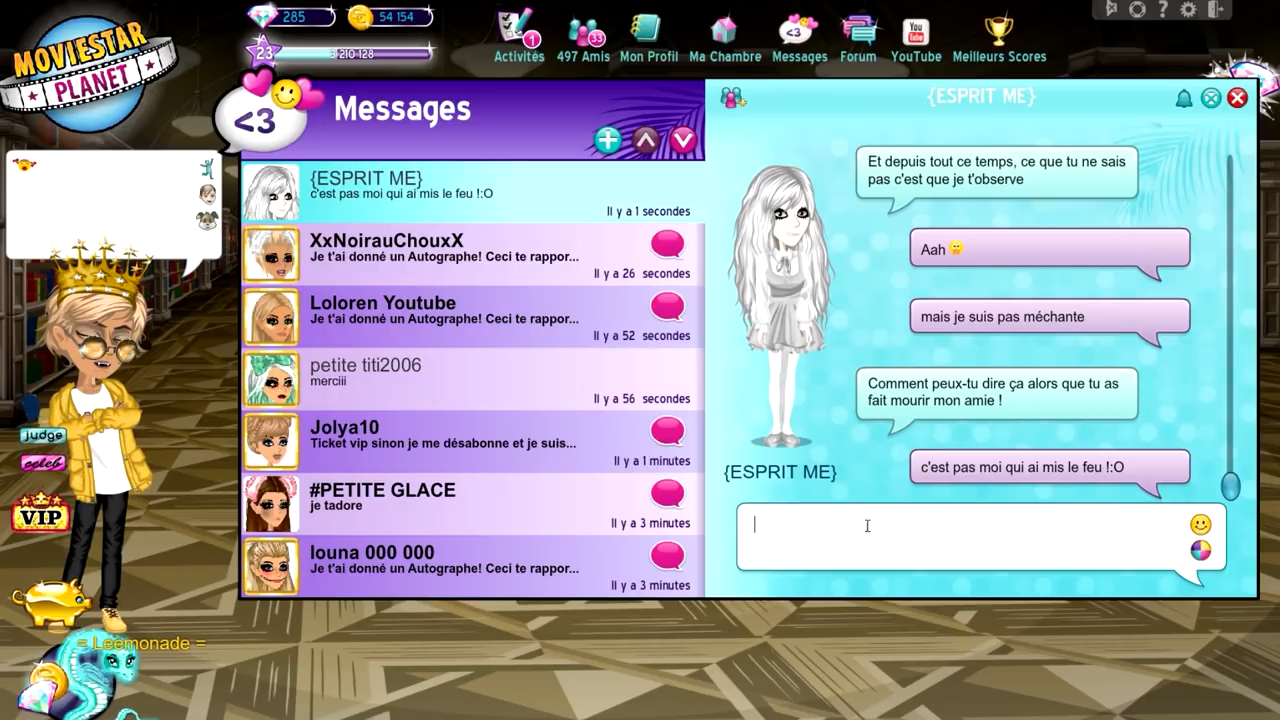 MOVIESTAR
PLANET
285
54 154
23
3 210 128
1
33
<3
You
Tube
Activités
497 Amis
Mon Profil
Ma Chambre
Messages
Forum
YouTube
Meilleurs Scores
<3
Messages
{ESPRIT ME}
c'est pas moi qui ai mis le feu !:O
Il y a 1 secondes
XxNoirauChouxX
Je t'ai donné un Autographe! Ceci te rappor...
Il y a 26 secondes
Loloren Youtube
Je t'ai donné un Autographe! Ceci te rappor...
Il y a 52 secondes
petite titi2006
merciii
Il y a 56 secondes
Jolya10
Ticket vip sinon je me désabonne et je suis...
Il y a 1 minutes
#PETITE GLACE
je tadore
Il y a 3 minutes
louna 000 000
Je t'ai donné un Autographe! Ceci te rappor...
Il y a 3 minutes
{ESPRIT ME}
Et depuis tout ce temps, ce que tu ne sais
pas c'est que je t'observe
Aah
mais je suis pas méchante
Comment peux-tu dire ça alors que tu as
fait mourir mon amie !
c'est pas moi qui ai mis le feu !:O
{ESPRIT ME}
judge
celeb
VIP
= Leemonade =